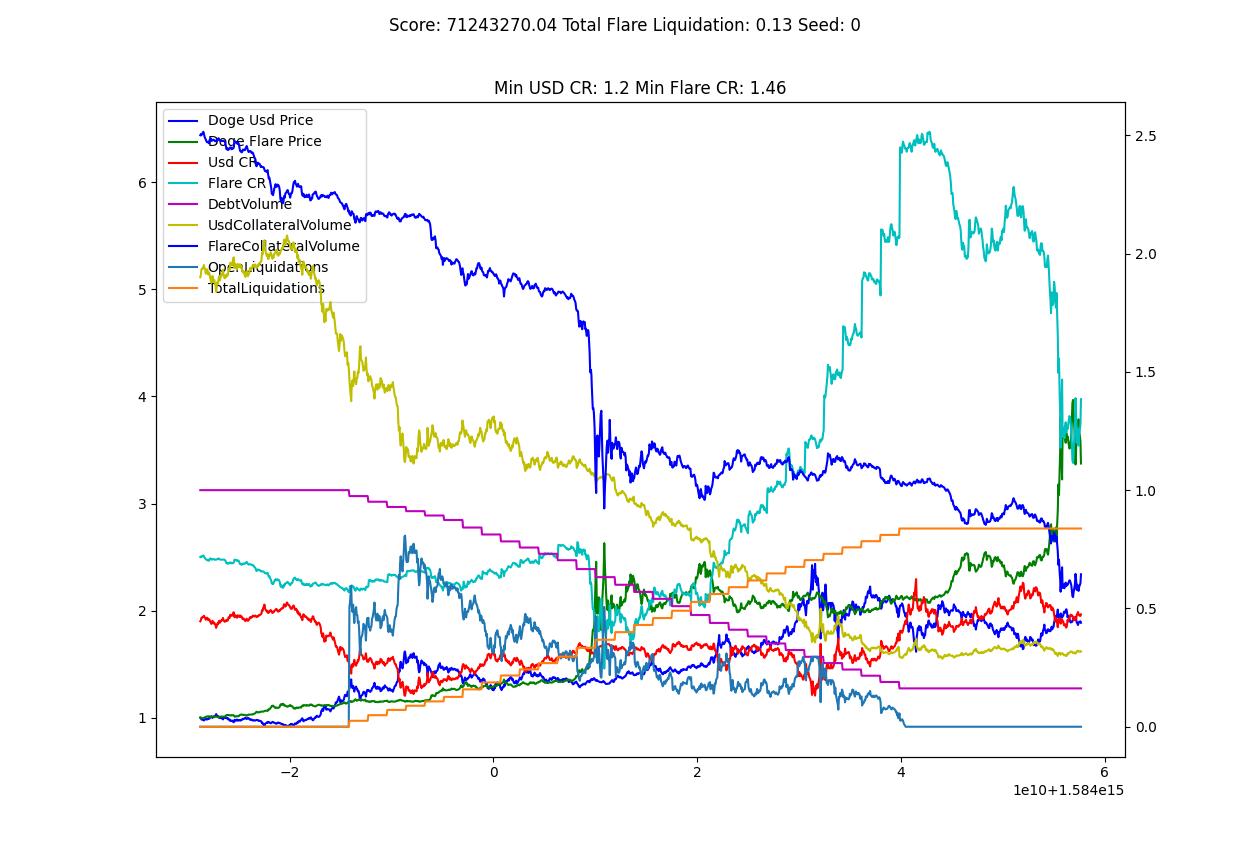 Score: 71243270.04 Total Flare Liquidation: 0.13 Seed: 0
Min USD CR: 1.2 Min Flare CR: 1.46
Doge Usd Price
Doge Flare Price
Usd CR
Flare CR
DebtVolume
UsdCollateralVolume
FlareCollateralVolume
OpenLiquidations
TotalLiquidations
6
5
4
3
2
1
2.5
2.0
1.5
1.0
0.5
0.0
−2
0
2
4
6
1e10+1.584e15